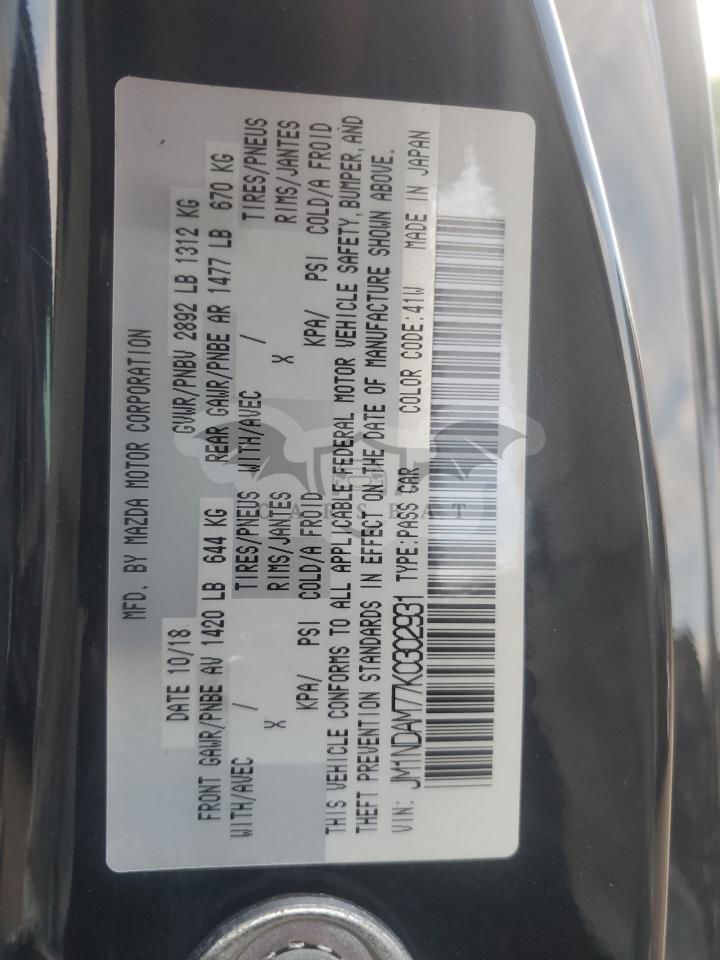 MFD. BY MAZDA MOTOR CORPORATION
DATE 10/18 GVWR/PNBV 2892 LB 1312 KG
FRONT GAWR/PNBE AV 1420 LB 644 KG REAR GAWR/PNBE AR 1477 LB 670 KG
WITH/AVEC / TIRES/PNEUS WITH/AVEC / TIRES/PNEUS
X RIMS/JANTES X RIMS/JANTES
KPA/ PSI COLD/A FROID KPA/ PSI COLD/A FROID
THIS VEHICLE CONFORMS TO ALL APPLICABLE FEDERAL MOTOR VEHICLE SAFETY, BUMPER, AND
THEFT PREVENTION STANDARDS IN EFFECT ON THE DATE OF MANUFACTURE SHOWN ABOVE.
VIN: JM1NDAM77K0302931 TYPE:PASS CAR COLOR CODE:41W MADE IN JAPAN
CARSBAT